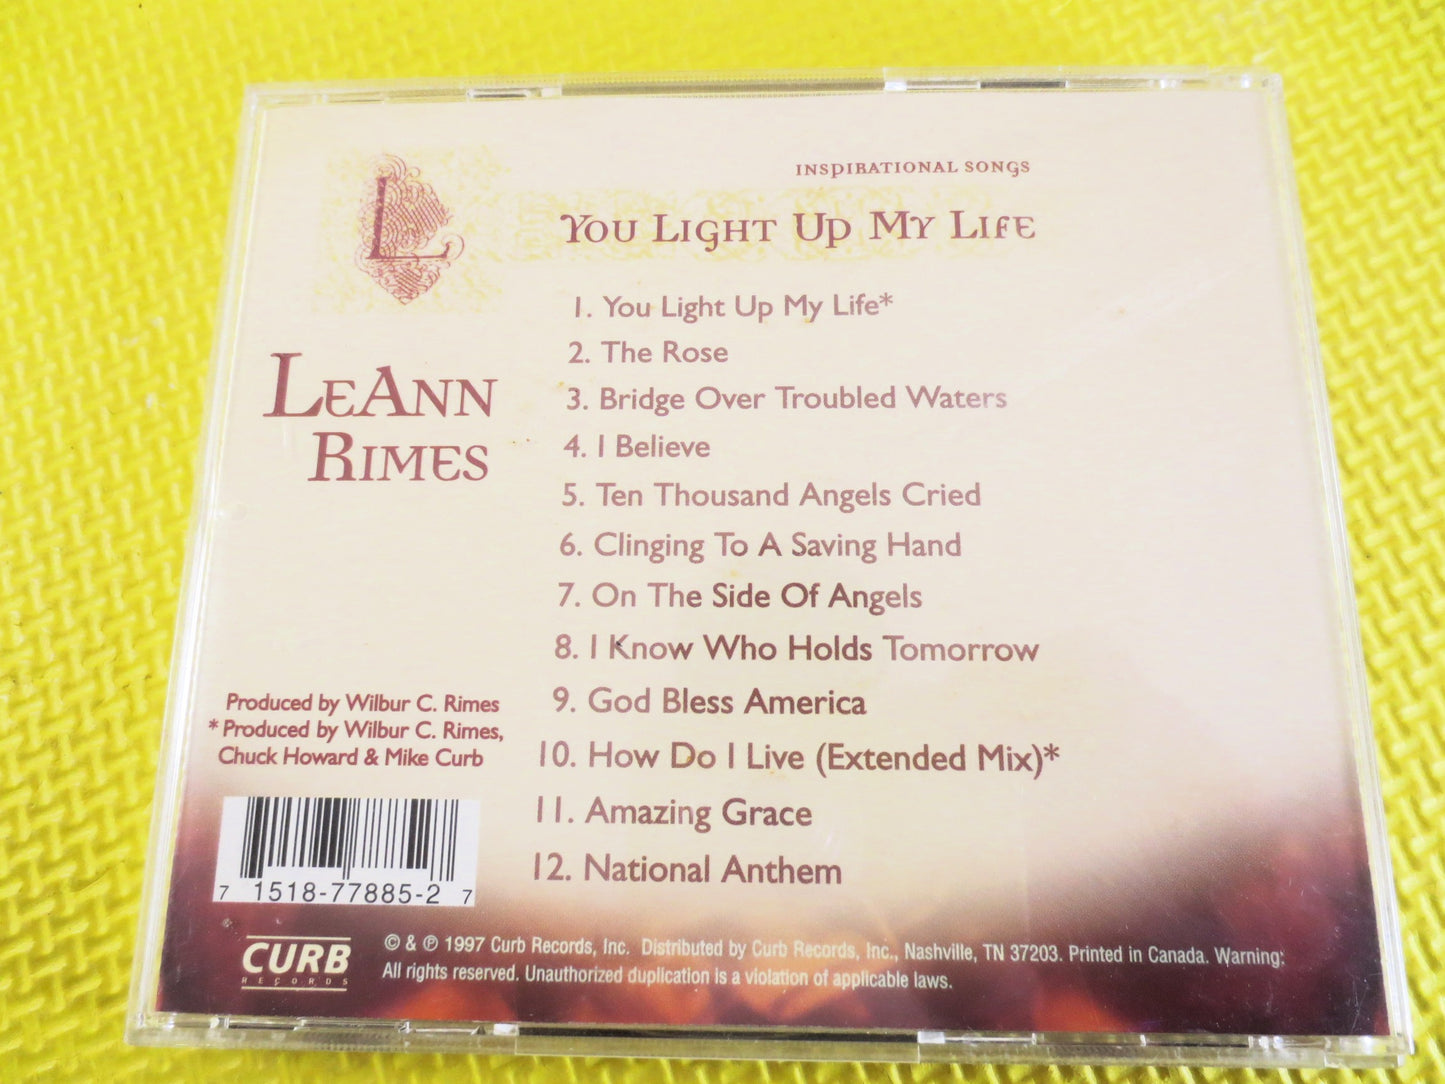 INSPIRATIONAL SONGS
L
YOU LIGHT UP MY LIFE
1. You Light Up My Life*
2. The Rose
3. Bridge Over Troubled Waters
4. I Believe
5. Ten Thousand Angels Cried
6. Clinging To A Saving Hand
7. On The Side Of Angels
8. I Know Who Holds Tomorrow
9. God Bless America
10. How Do I Live (Extended Mix)*
11. Amazing Grace
12. National Anthem
LEANN
RIMES
Produced by Wilbur C. Rimes
* Produced by Wilbur C. Rimes,
Chuck Howard & Mike Curb
7 1518-77885-2 7
CURB
RECORDS
© & ℗ 1997 Curb Records, Inc. Distributed by Curb Records, Inc., Nashville, TN 37203. Printed in Canada. Warning:
All rights reserved. Unauthorized duplication is a violation of applicable laws.